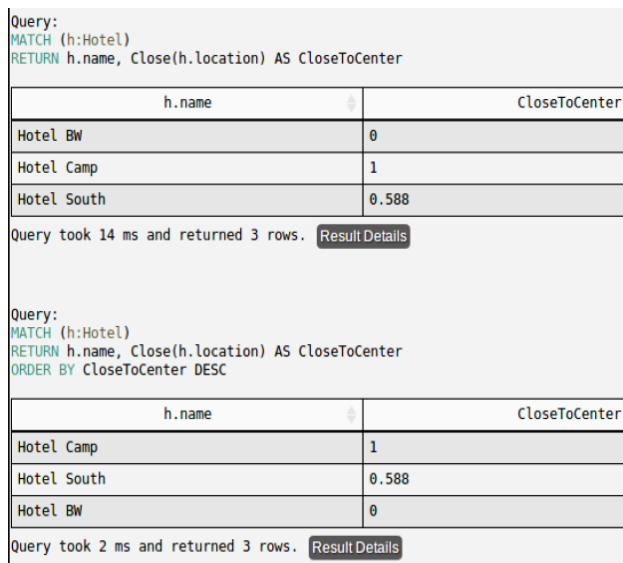 Query:
MATCH (h:Hotel)
RETURN h.name, Close(h.location) AS CloseToCenter
h.name CloseToCenter
Hotel BW 0
Hotel Camp 1
Hotel South 0.588
Query took 14 ms and returned 3 rows. Result Details
Query:
MATCH (h:Hotel)
RETURN h.name, Close(h.location) AS CloseToCenter
ORDER BY CloseToCenter DESC
h.name CloseToCenter
Hotel Camp 1
Hotel South 0.588
Hotel BW 0
Query took 2 ms and returned 3 rows. Result Details